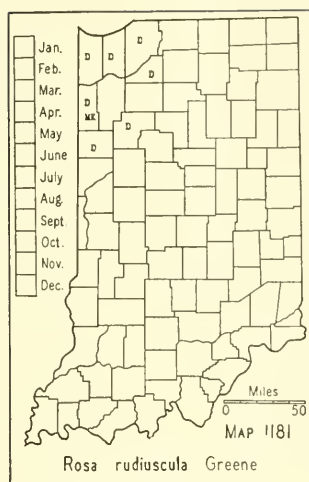 Jan.
Feb.
Mar.
Apr.
May
June
July
Aug.
Sept.
Oct.
Nov.
Dec.
D D D
D
D
MK
D
D
Miles
0 50
MAP 1181
Rosa rudiuscula Greene